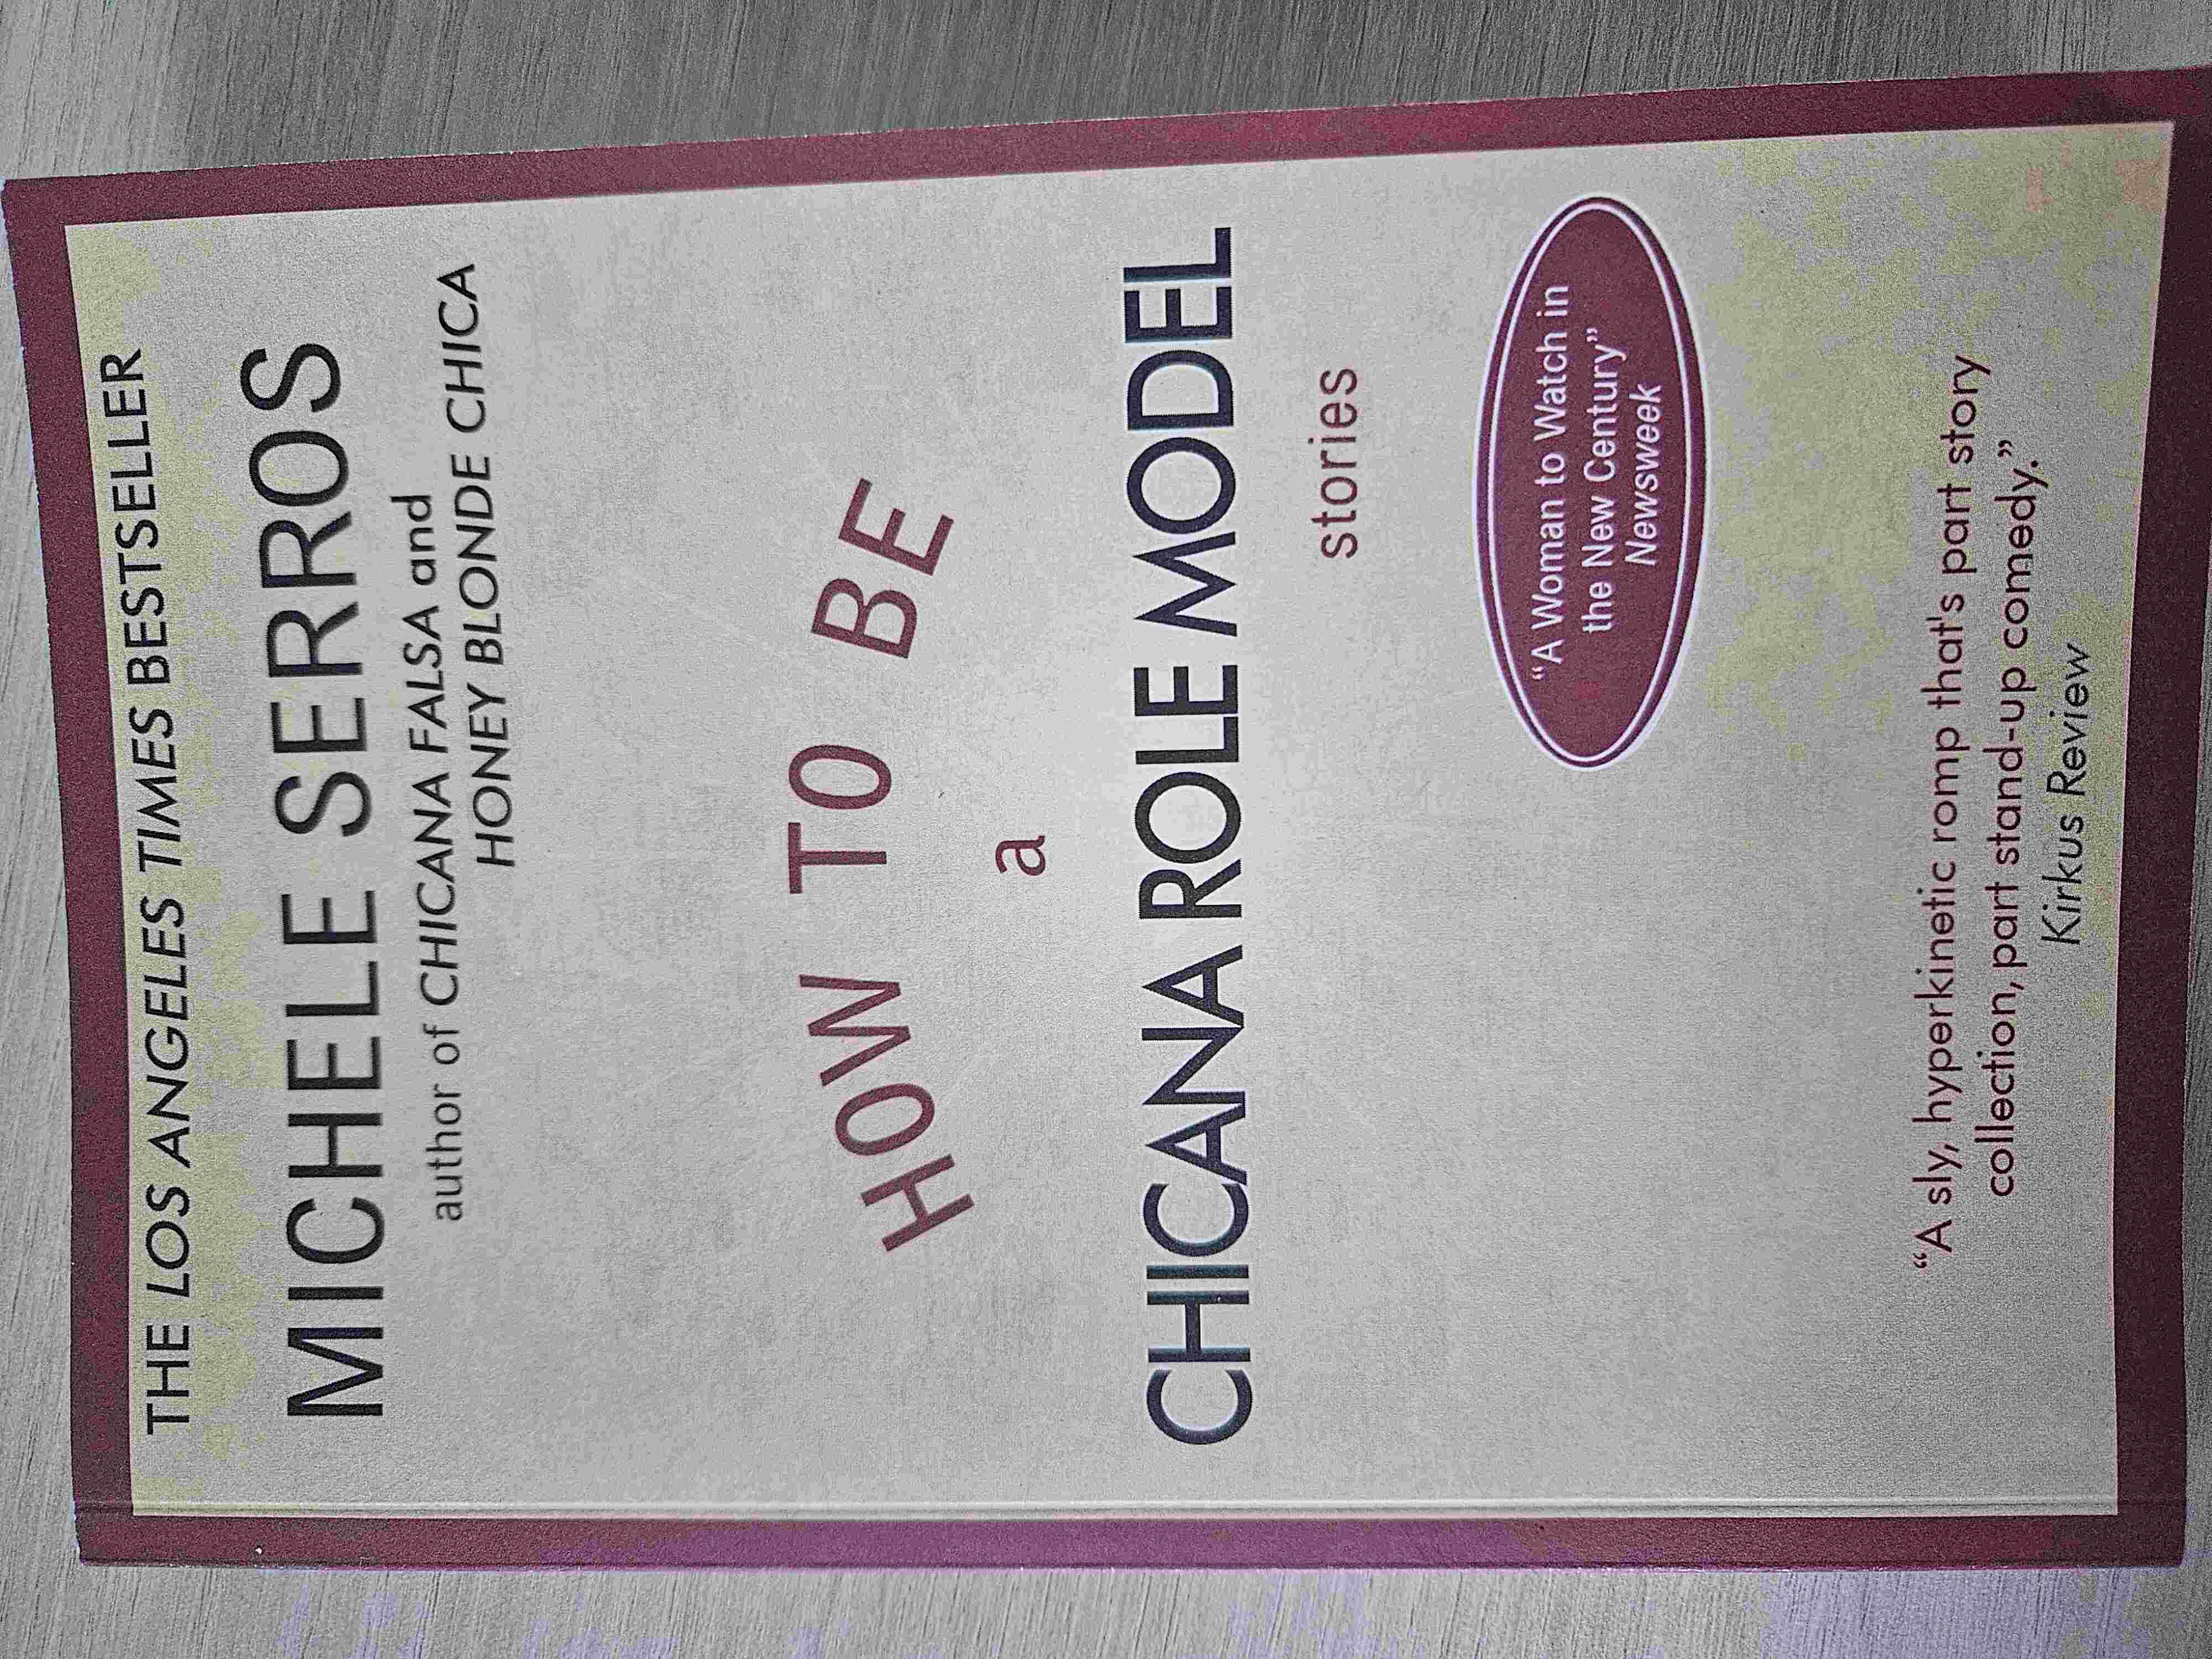 THE LOS ANGELES TIMES BESTSELLER
MICHELE SERROS
author of CHICANA FALSA and
HONEY BLONDE CHICA
HOW TO BE
a
CHICANA ROLE MODEL
stories
“A Woman to Watch in
the New Century”
Newsweek
“A sly, hyperkinetic romp that's part story
collection, part stand-up comedy.”
Kirkus Review